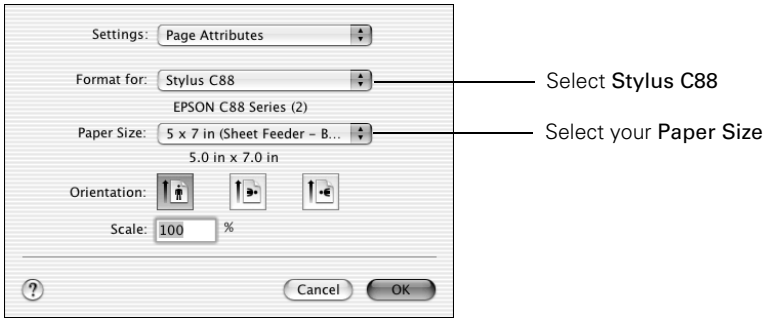 Settings: Page Attributes
Format for: Stylus C88
Select Stylus C88
EPSON C88 Series (2)
Paper Size: 5 x 7 in (Sheet Feeder – B...
Select your Paper Size
5.0 in x 7.0 in
Orientation:
Scale: 100 %
? Cancel OK